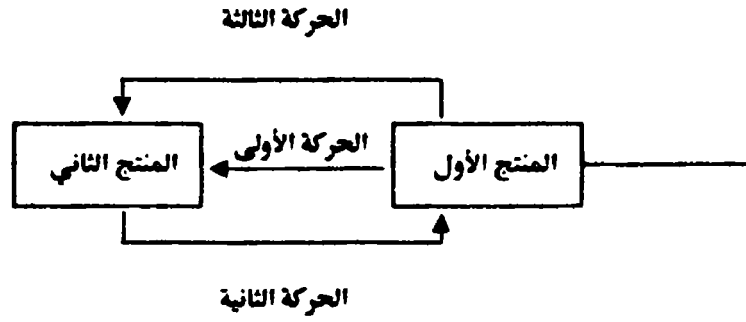 الحركة الثالثة
الحركة الأولى
المنتج الأول
المنتج الثاني
الحركة الثانية